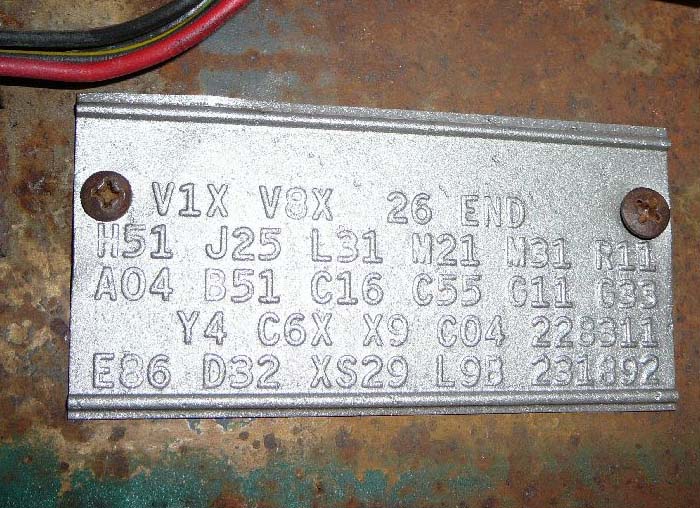 V1X V8X 26 END
H51 J25 L31 M21 M31 R11
A04 B51 C16 C55 G11 G33
Y4 C6X X9 C04 228311
E86 D32 XS29 L9B 231892